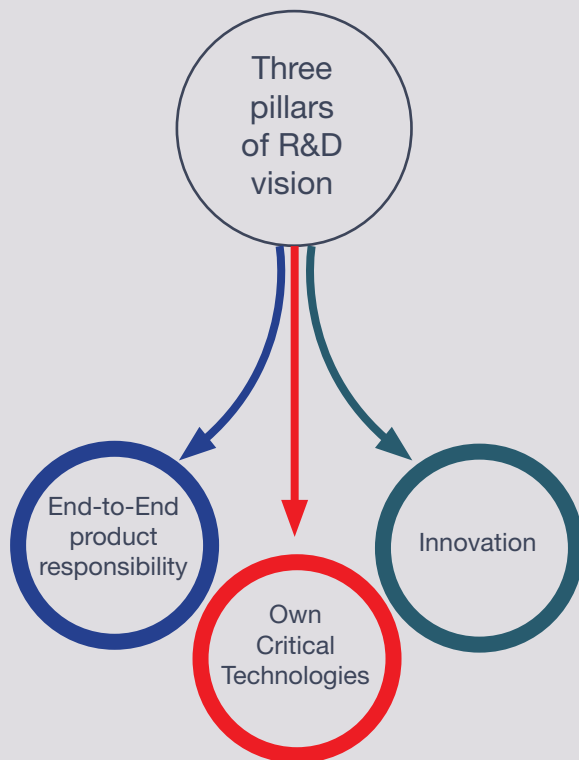 Three
pillars
of R&D
vision
End-to-End
product
responsibility
Own
Critical
Technologies
Innovation